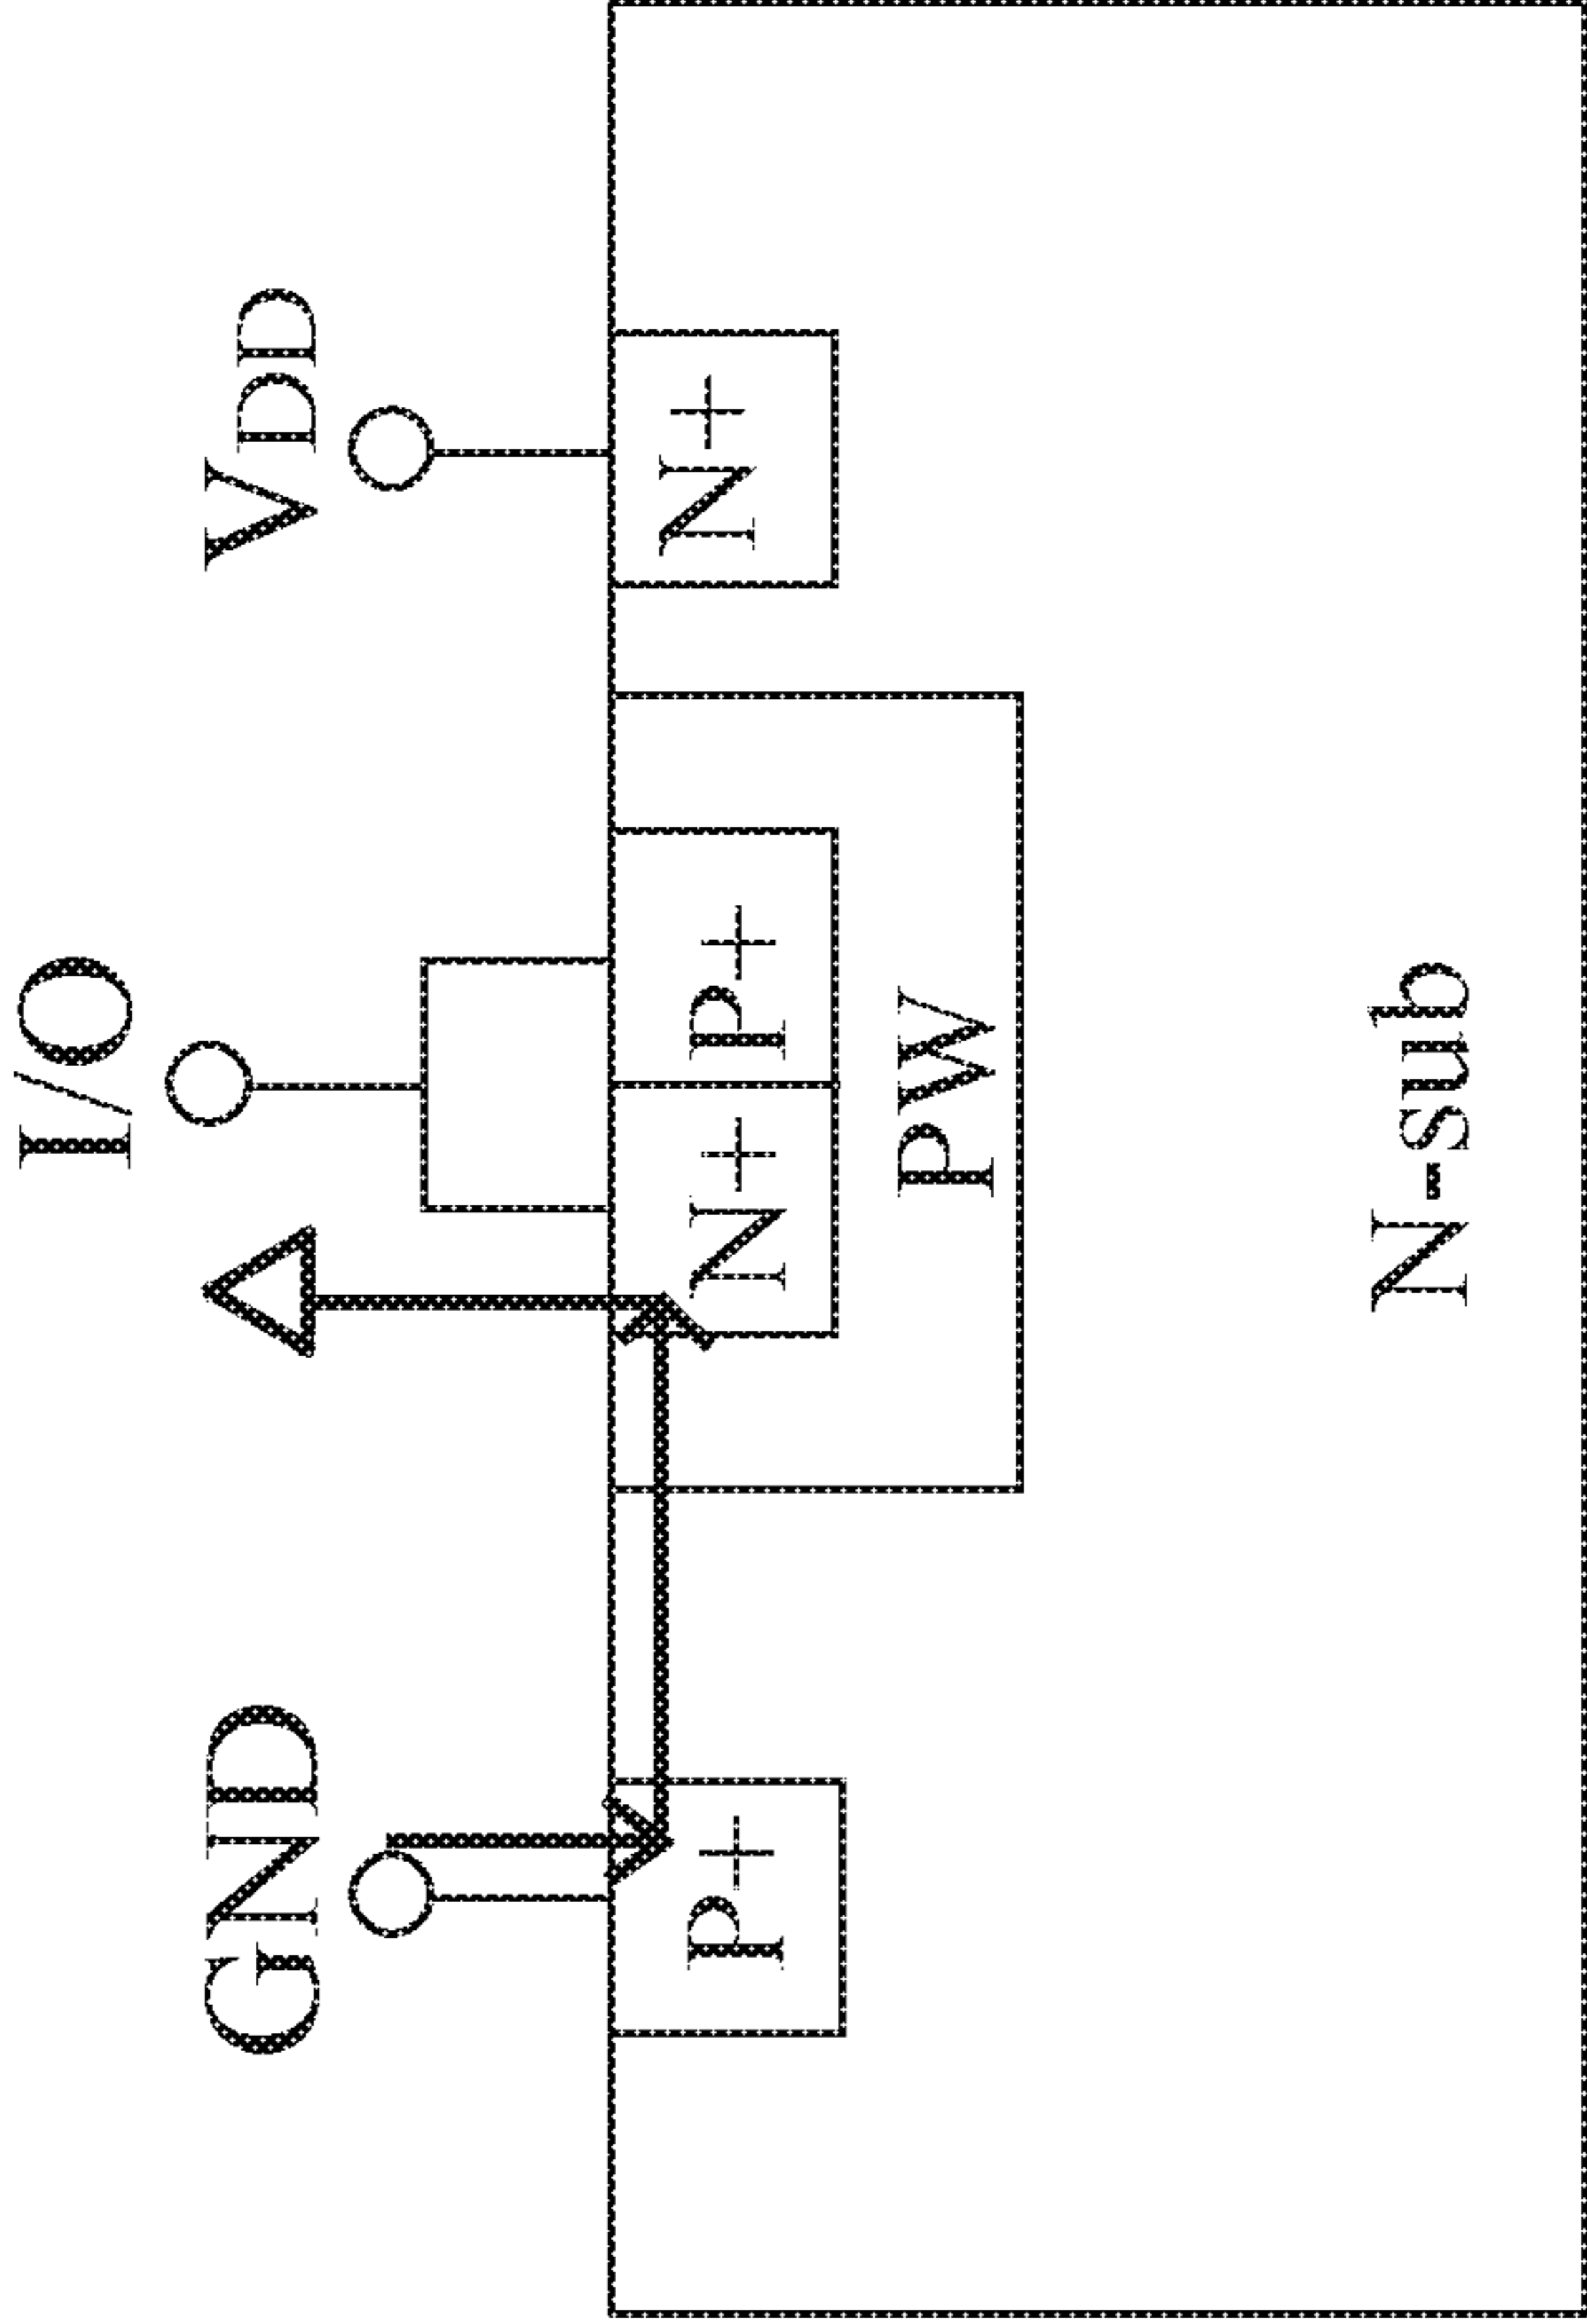 I/O
GND
VDD
P+
N+
P+
N+
PW
N-sub